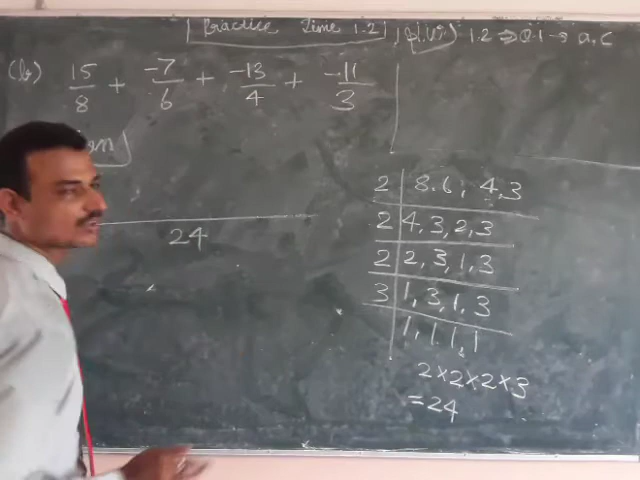 Practice Time 1.2
1.2 → Q.1 → a, c
(b) 15/8 + -7/6 + -13/4 + -11/3
24
2 | 8.6, 4,3
2 | 4,3,2,3
2 | 2,3,1,3
3 | 1,3,1,3
1,1,1,1
2×2×2×3
=24